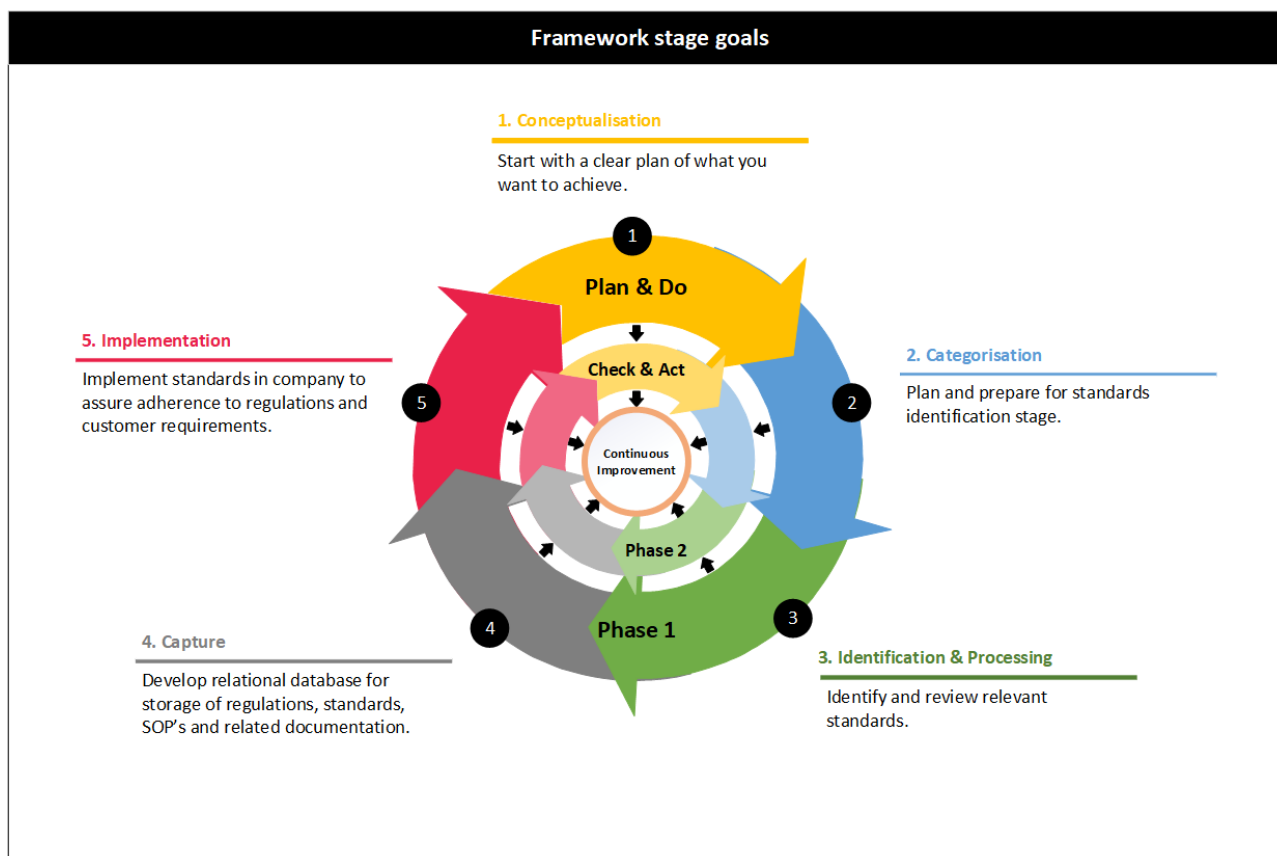 Framework stage goals
1. Conceptualisation
Start with a clear plan of what you
want to achieve.
1
Plan & Do
5. Implementation
Implement standards in company to
assure adherence to regulations and
customer requirements.
2. Categorisation
Plan and prepare for standards
identification stage.
Check & Act
5
2
Continuous
Improvement
Phase 2
4
Phase 1
3
4. Capture
Develop relational database for
storage of regulations, standards,
SOP's and related documentation.
3. Identification & Processing
Identify and review relevant
standards.